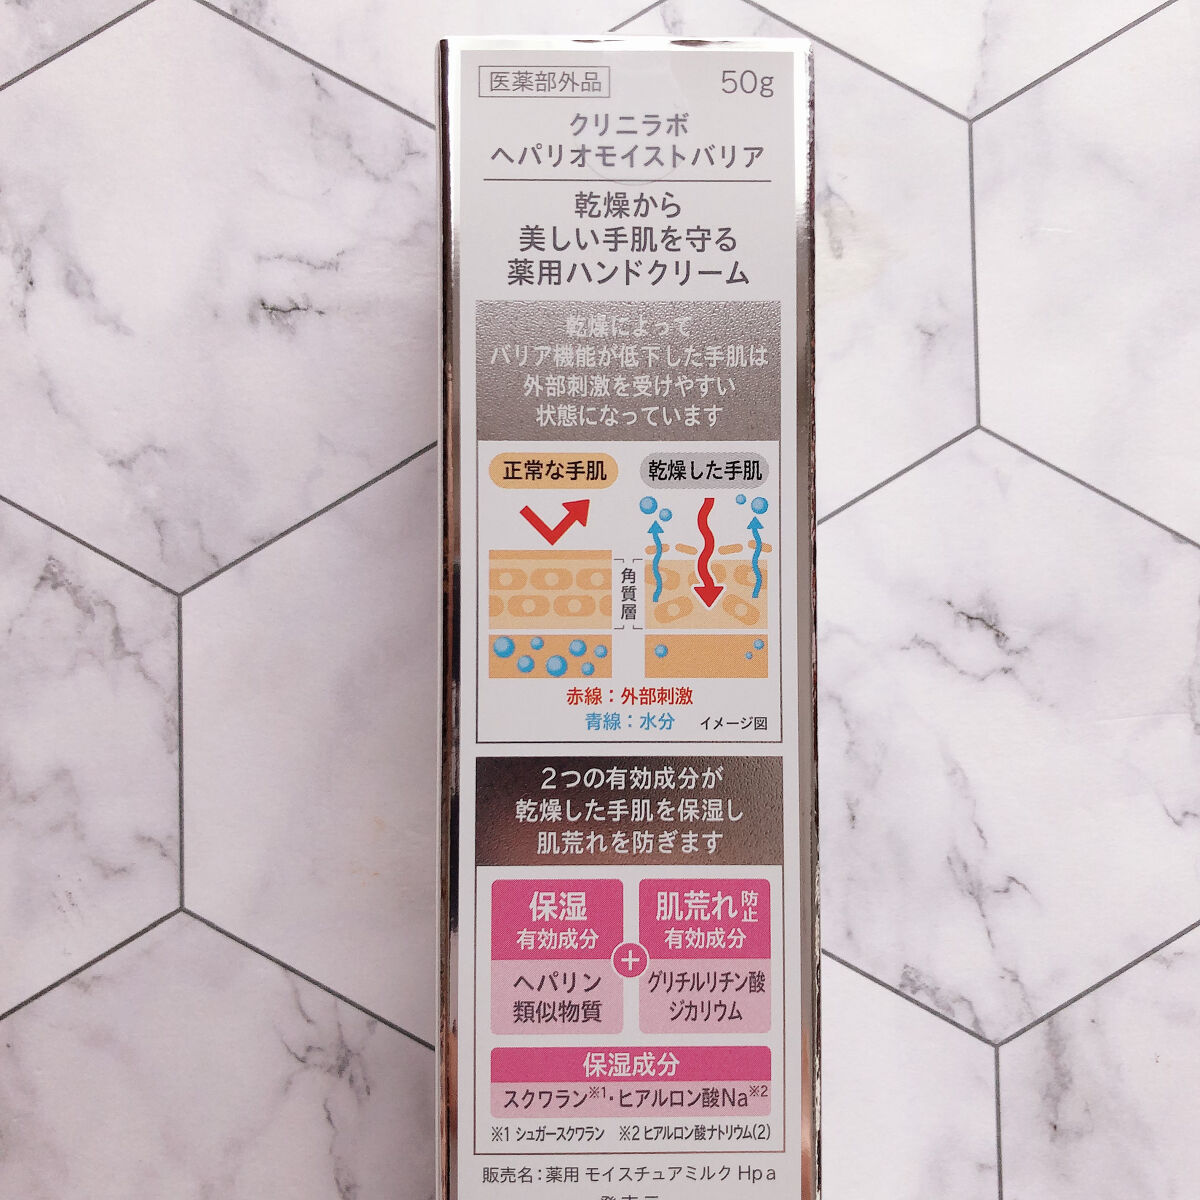 医薬部外品 50g
クリニラボ
ヘパリオモイストバリア
乾燥から
美しい手肌を守る
薬用ハンドクリーム
乾燥によって
バリア機能が低下した手肌は
外部刺激を受けやすい
状態になっています
正常な手肌 乾燥した手肌
角質層
赤線：外部刺激
青線：水分 イメージ図
2つの有効成分が
乾燥した手肌を保湿し
肌荒れを防ぎます
保湿
有効成分
ヘパリン
類似物質
+
肌荒れ防止
有効成分
グリチルリチン酸
ジカリウム
保湿成分
スクワラン※1・ヒアルロン酸Na※2
※1 シュガースクワラン ※2 ヒアルロン酸ナトリウム(2)
販売名：薬用 モイスチュアミルク Hp a